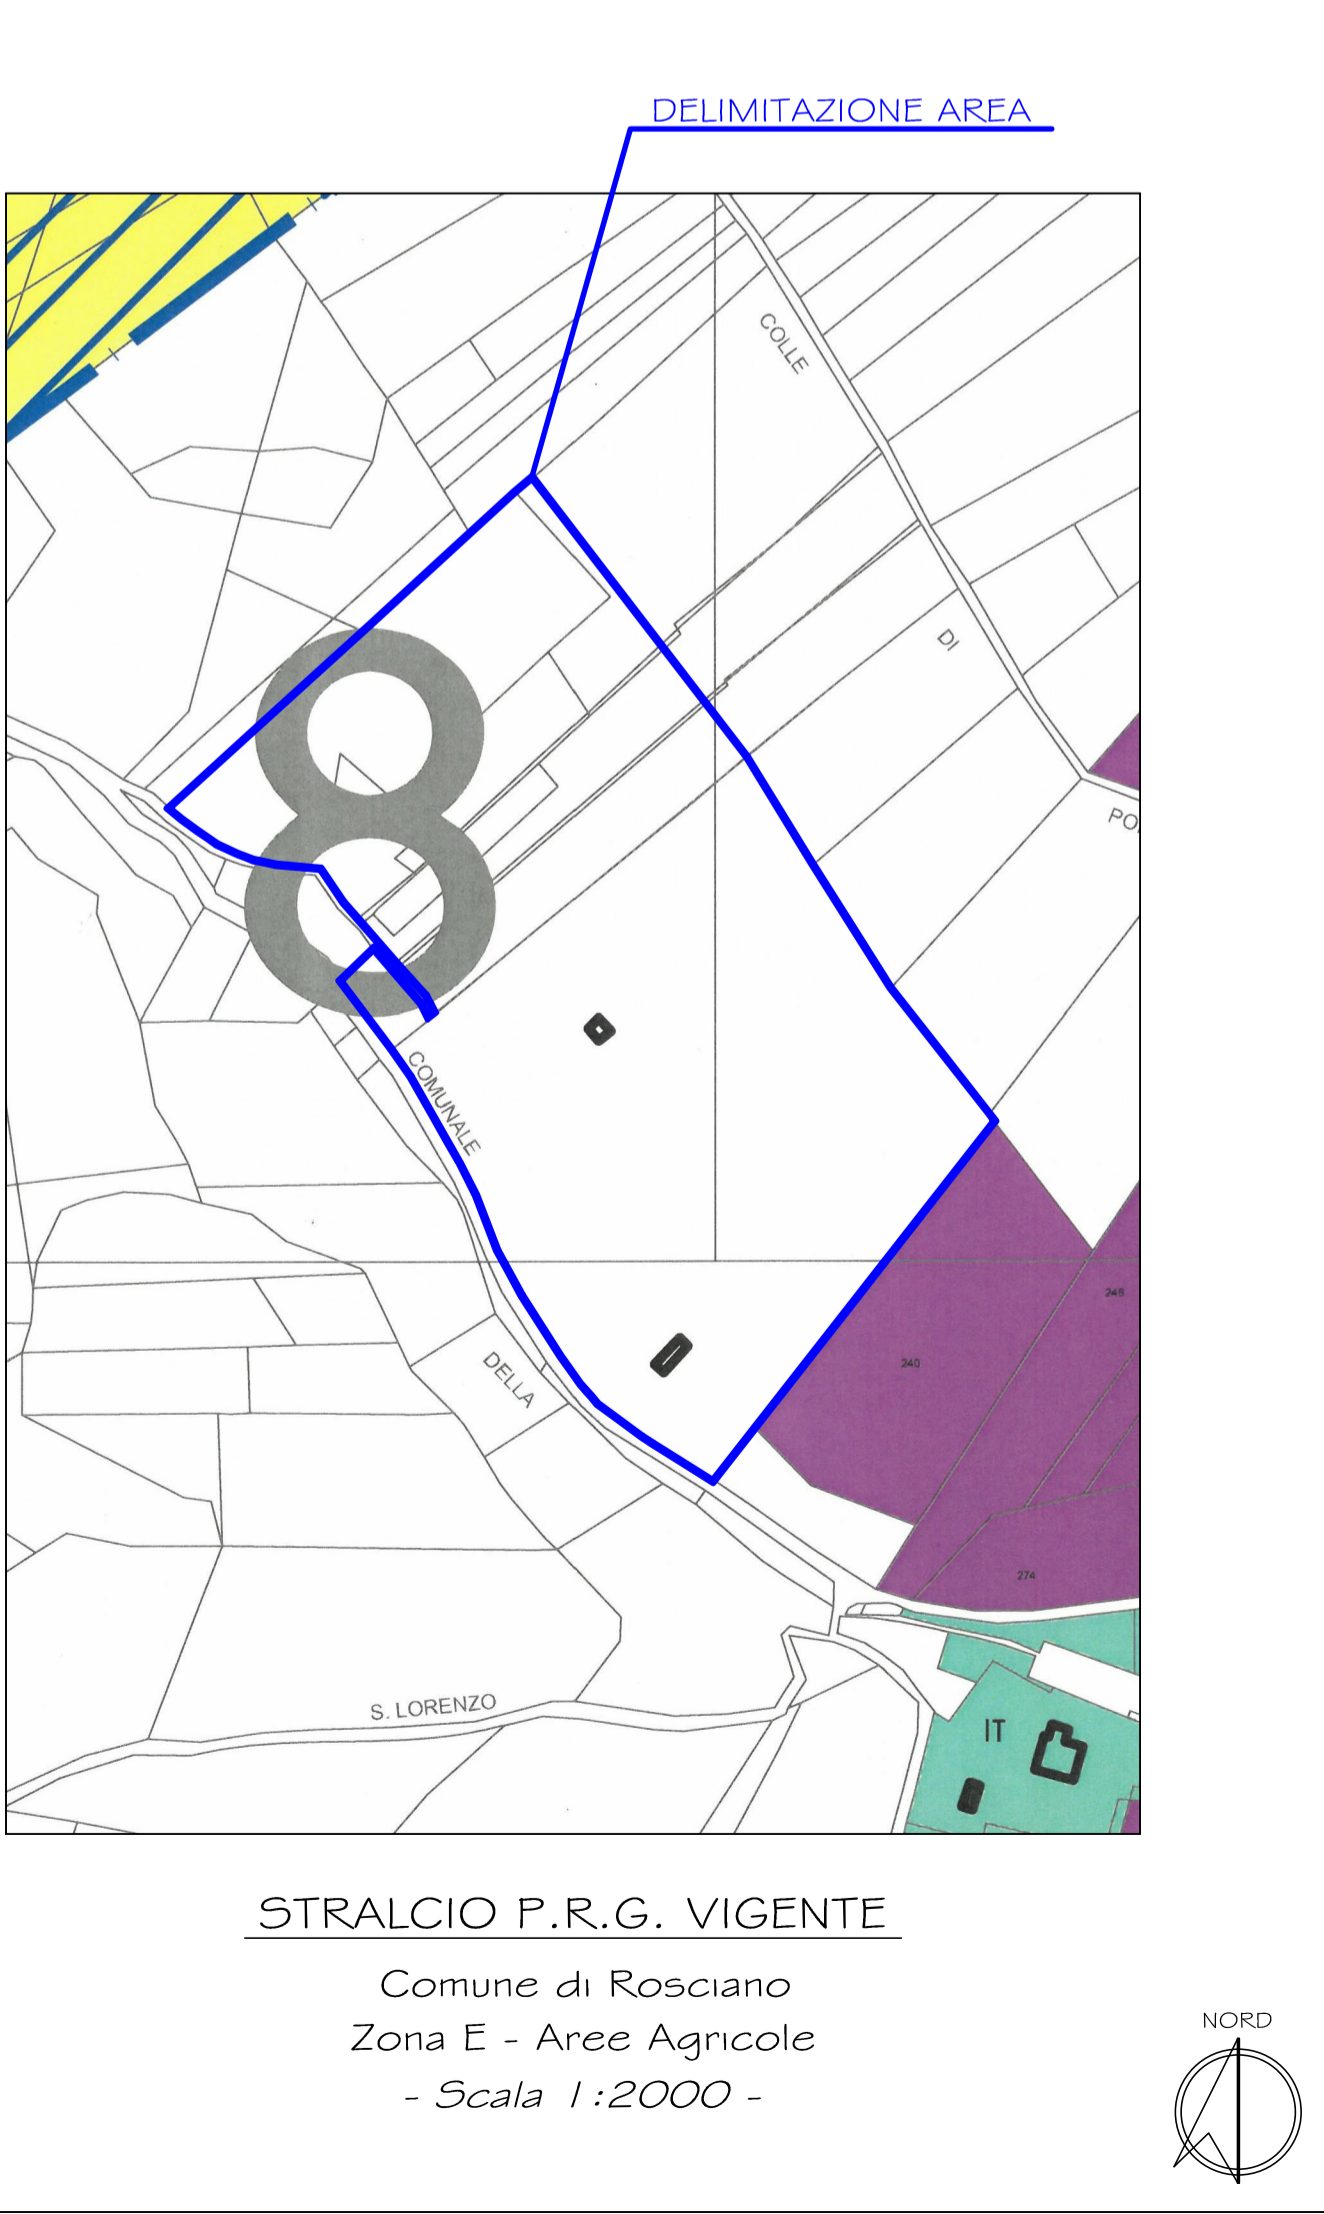 DELIMITAZIONE AREA
COLLE
DI
PO
8
COMUNALE
248
240
DELLA
274
S. LORENZO
IT
STRALCIO P.R.G. VIGENTE
Comune di Rosciano
Zona E - Aree Agricole
- Scala 1:2000 -
NORD